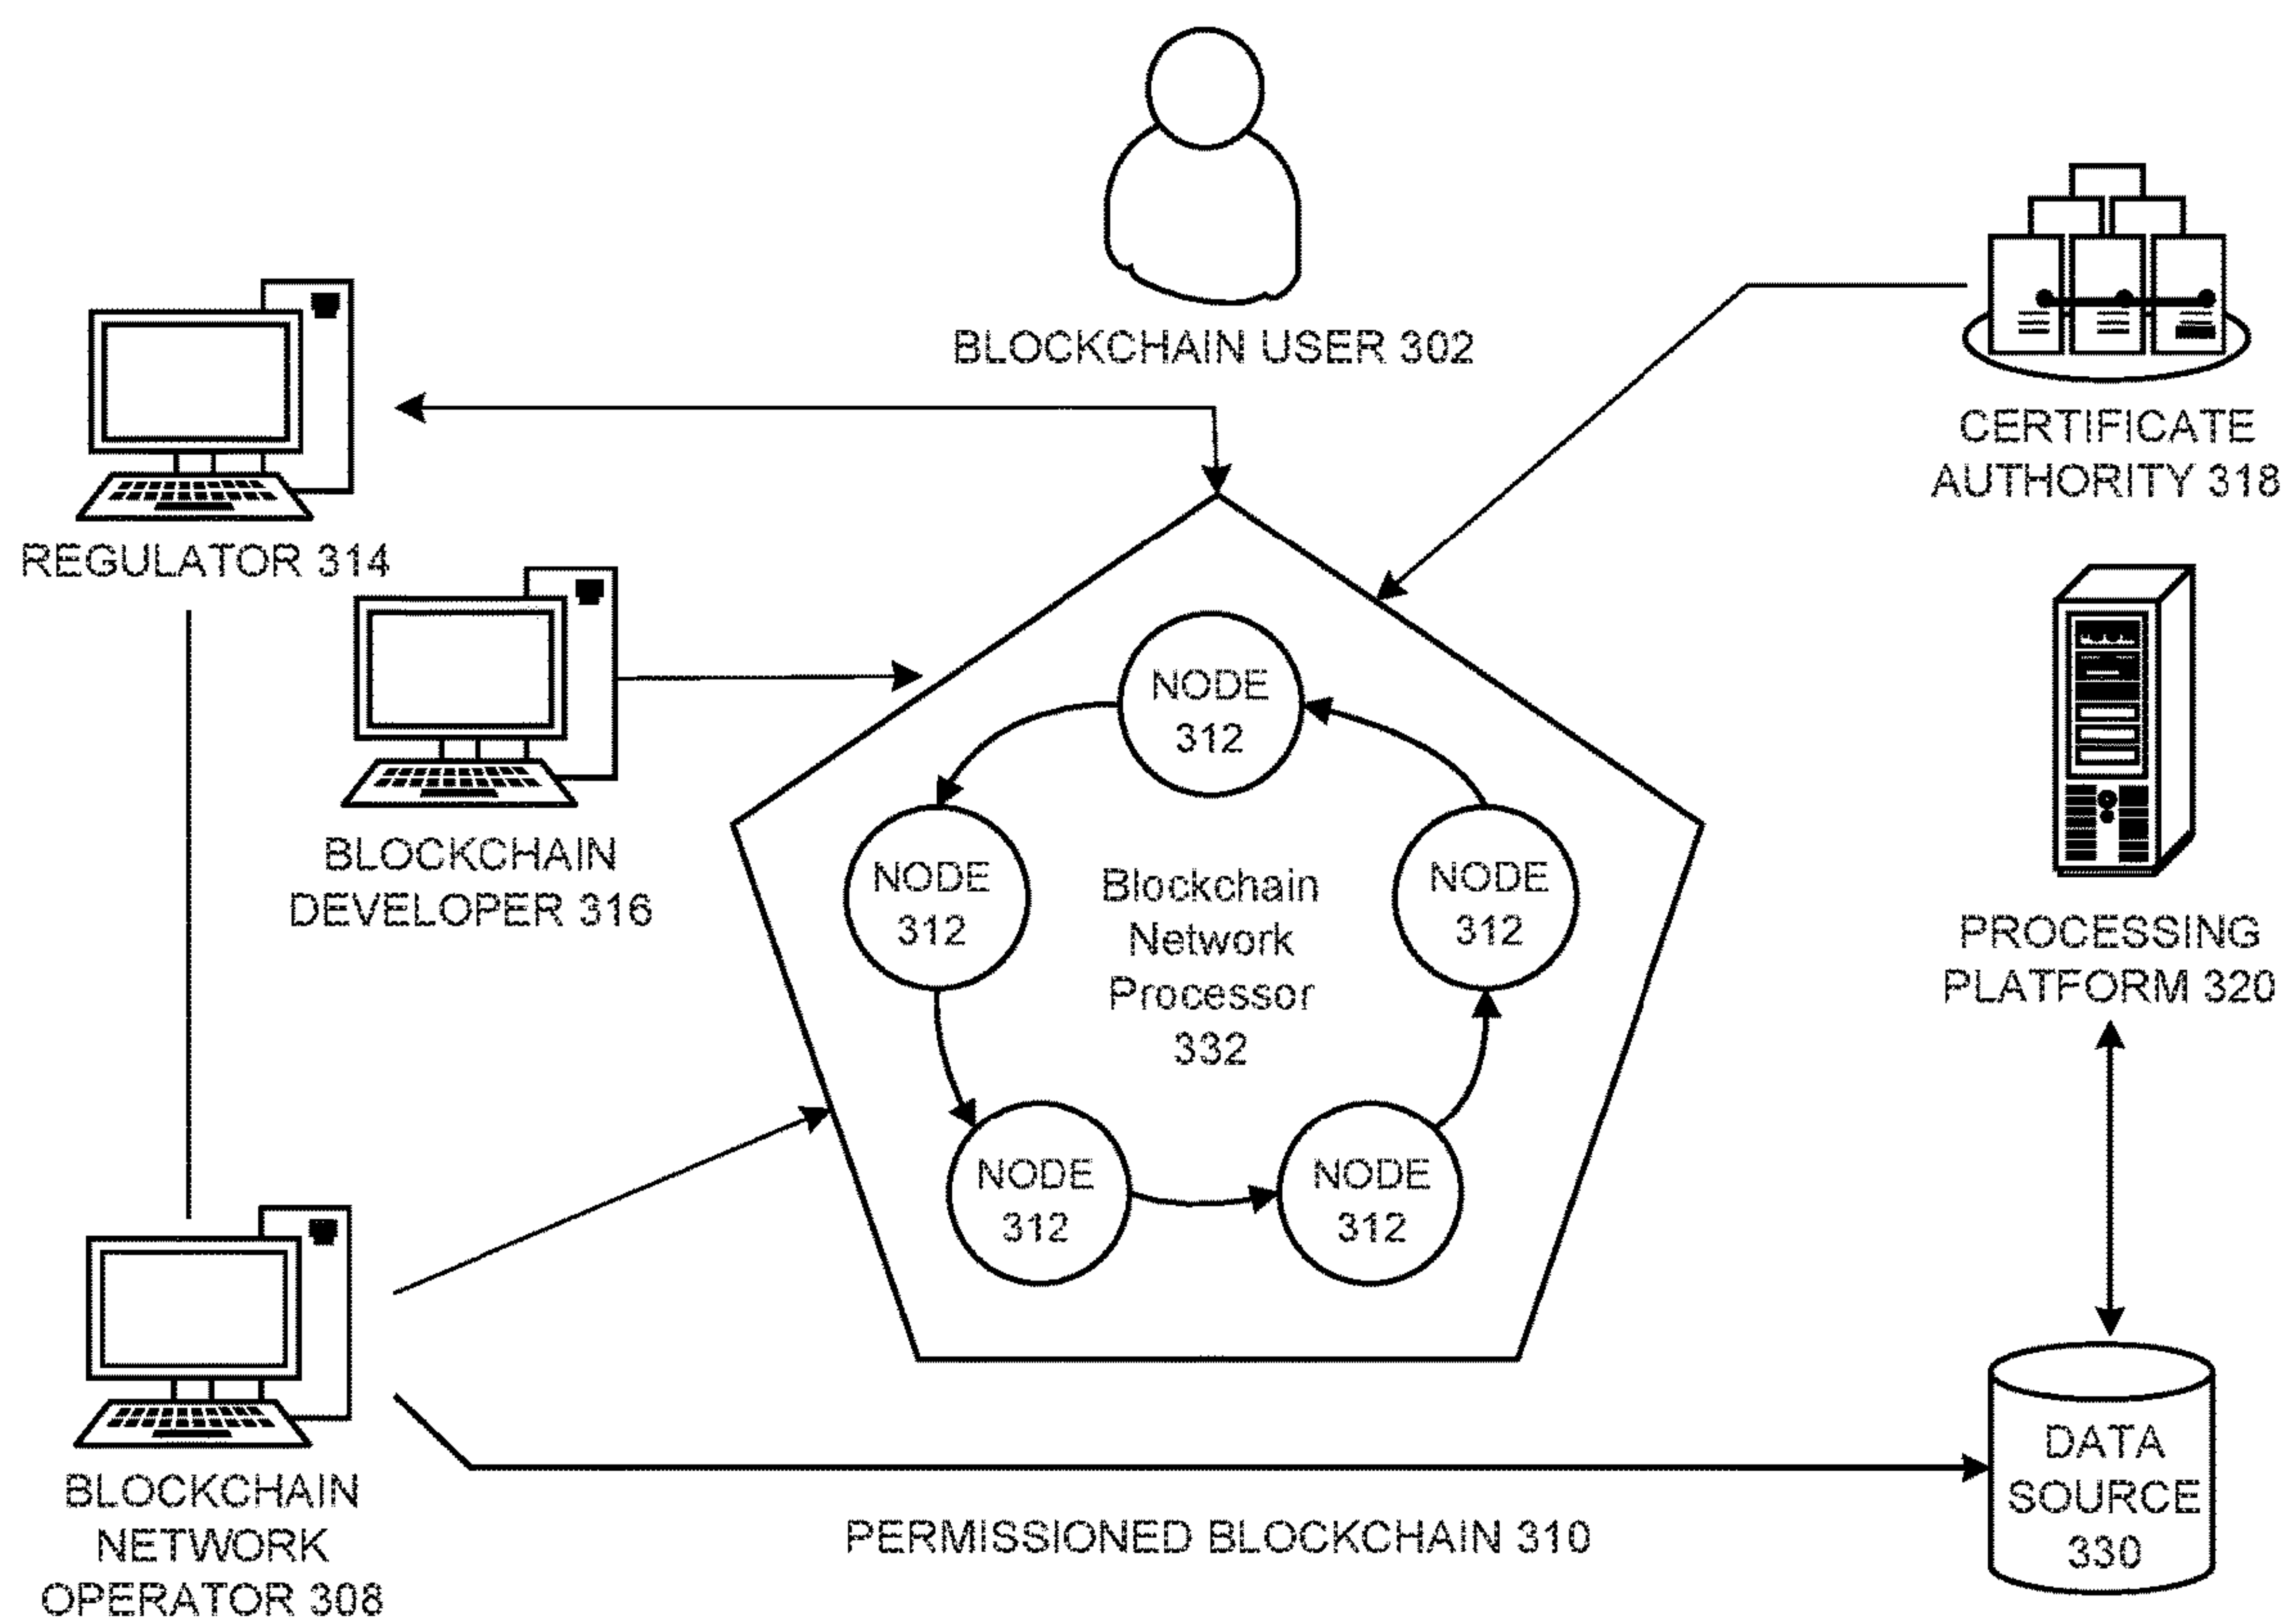 BLOCKCHAIN USER 302
CERTIFICATE
AUTHORITY 318
REGULATOR 314
BLOCKCHAIN
DEVELOPER 316
NODE
312
NODE
312
Blockchain
Network
Processor
332
NODE
312
NODE
312
NODE
312
PROCESSING
PLATFORM 320
BLOCKCHAIN
NETWORK
OPERATOR 308
PERMISSIONED BLOCKCHAIN 310
DATA
SOURCE
330